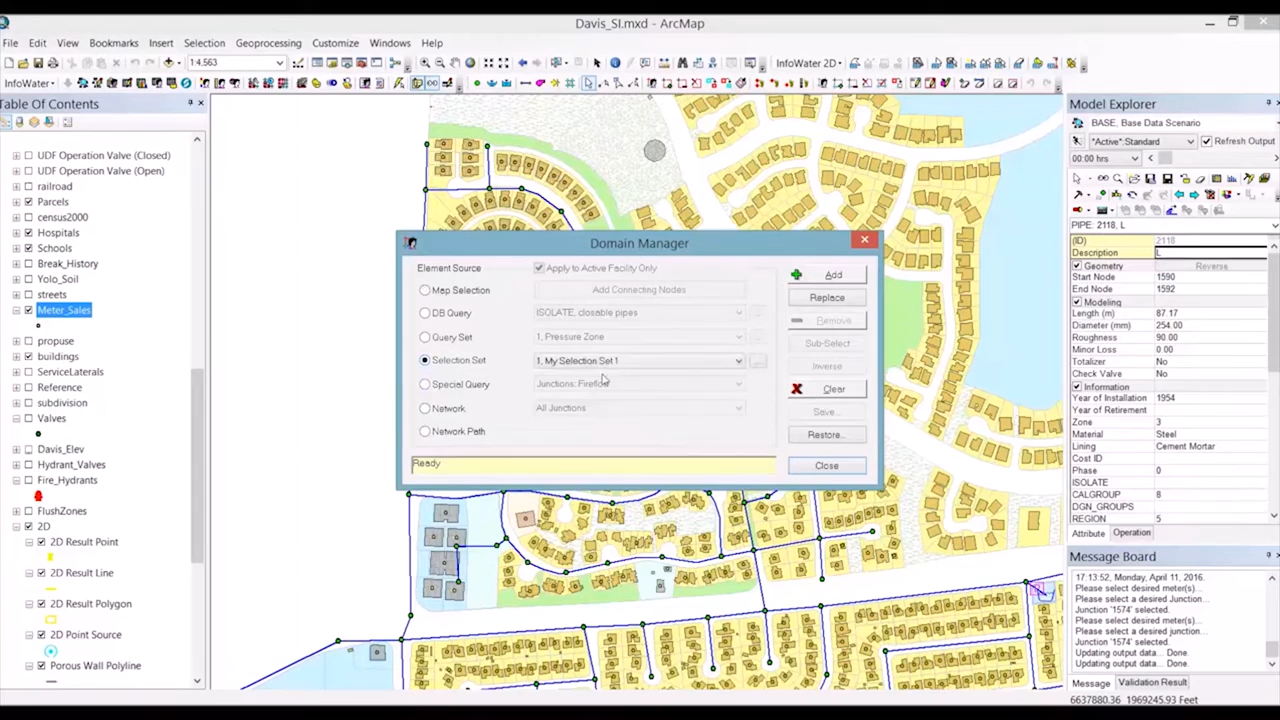 Davis_SI.mxd - ArcMap
File Edit View Bookmarks Insert Selection Geoprocessing Customize Windows Help
1:4,563
InfoWater 2D
InfoWater
Table Of Contents
UDF Operation Valve (Closed)
UDF Operation Valve (Open)
railroad
Parcels
census2000
Hospitals
Schools
Break_History
Yolo_Soil
streets
Meter_Sales
propuse
buildings
ServiceLaterals
Reference
subdivision
Valves
Davis_Elev
Hydrant_Valves
Fire_Hydrants
FlushZones
2D
2D Result Point
2D Result Line
2D Result Polygon
2D Point Source
Porous Wall Polyline
Domain Manager
Element Source
Apply to Active Facility Only
Map Selection
Add Connecting Nodes
DB Query
ISOLATE, closable pipes
Query Set
1, Pressure Zone
Selection Set
1, My Selection Set 1
Special Query
Network
All Junctions
Network Path
Ready
Add
Replace
Remove
Sub-Select
Inverse
Clear
Save...
Restore...
Close
Model Explorer
BASE, Base Data Scenario
*Active*:Standard
Refresh Output
00:00 hrs
PIPE: 2118, L
(ID) 2118
Description L
Geometry Reverse
Start Node 1590
End Node 1592
Modeling
Length (m) 87.17
Diameter (mm) 254.00
Roughness 90.00
Minor Loss 0.00
Totalizer No
Check Valve No
Information
Year of Installation 1954
Year of Retirement
Zone 3
Material Steel
Lining Cement Mortar
Cost ID
Phase 0
ISOLATE
CALGROUP 8
DGN_GROUPS
REGION 5
Attribute Operation
Message Board
17:13:52, Monday, April 11, 2016.
Please select desired meter(s)...
Please select a desired Junction...
Junction '1574' selected.
Please select desired meter(s)...
Please select a desired junction...
Junction '1574' selected.
Updating output data... Done.
Updating output data... Done.
Message Validation Result
6637880.36 1969245.93 Feet